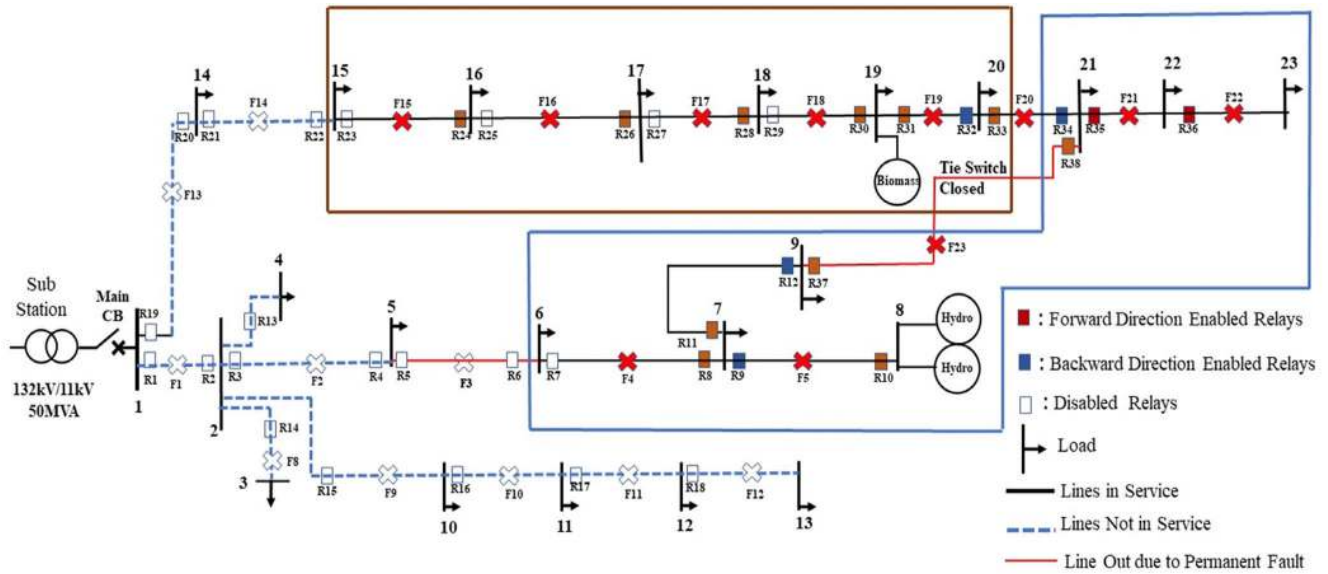 14
15
16
17
18
19
20
21
22
23
F14
F15
F16
F17
F18
F19
F20
F21
F22
R20
R21
R22
R23
R24
R25
R26
R27
R28
R29
R30
R31
R32
R33
R34
R35
R36
R38
Biomass
Tie Switch
Closed
F13
F23
4
9
Sub
Station
Main
CB
R19
R13
5
6
7
8
R12
R37
R11
Hydro
Hydro
132kV/11kV
50MVA
R1
F1
R2
R3
F2
R4
R5
F3
R6
R7
F4
R8
R9
F5
R10
1
2
R14
F8
3
R15
F9
R16
F10
R17
F11
R18
F12
10
11
12
13
: Forward Direction Enabled Relays
: Backward Direction Enabled Relays
: Disabled Relays
Load
Lines in Service
Lines Not in Service
Line Out due to Permanent Fault